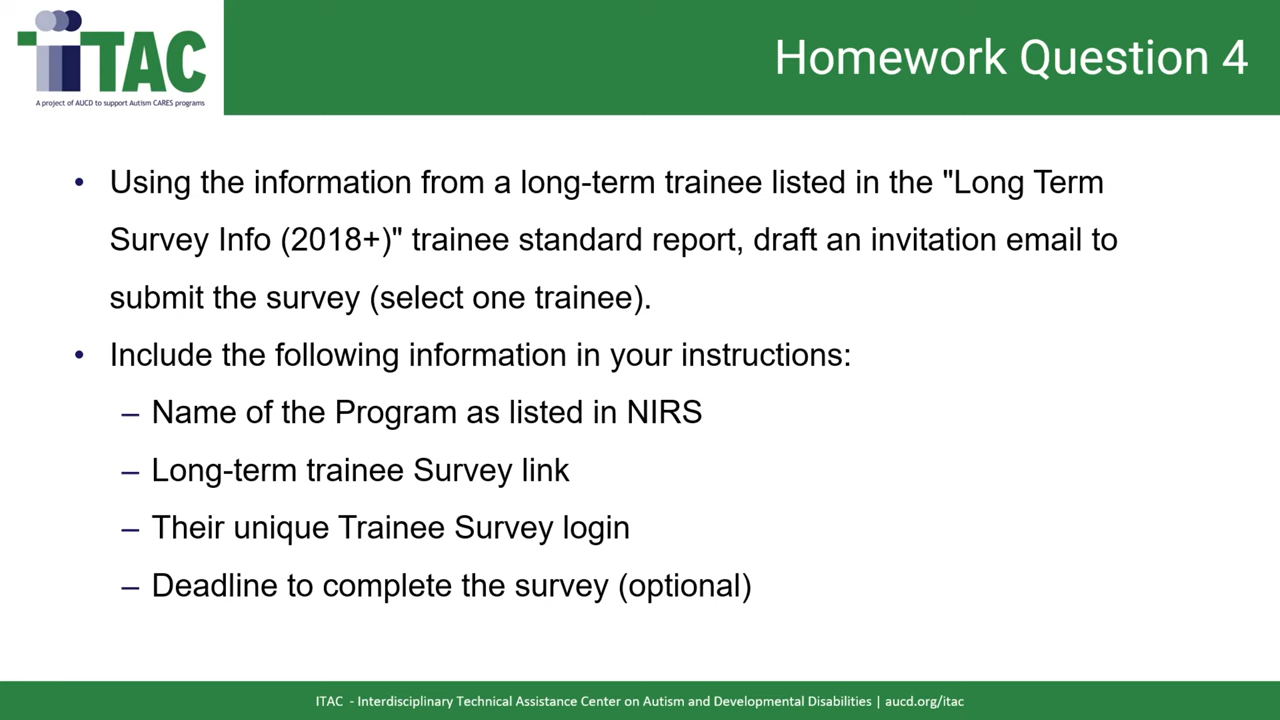 iTAC
A project of AUCD to support Autism CARES programs
Homework Question 4
• Using the information from a long-term trainee listed in the "Long Term
Survey Info (2018+)" trainee standard report, draft an invitation email to
submit the survey (select one trainee).
• Include the following information in your instructions:
– Name of the Program as listed in NIRS
– Long-term trainee Survey link
– Their unique Trainee Survey login
– Deadline to complete the survey (optional)
ITAC - Interdisciplinary Technical Assistance Center on Autism and Developmental Disabilities | aucd.org/itac